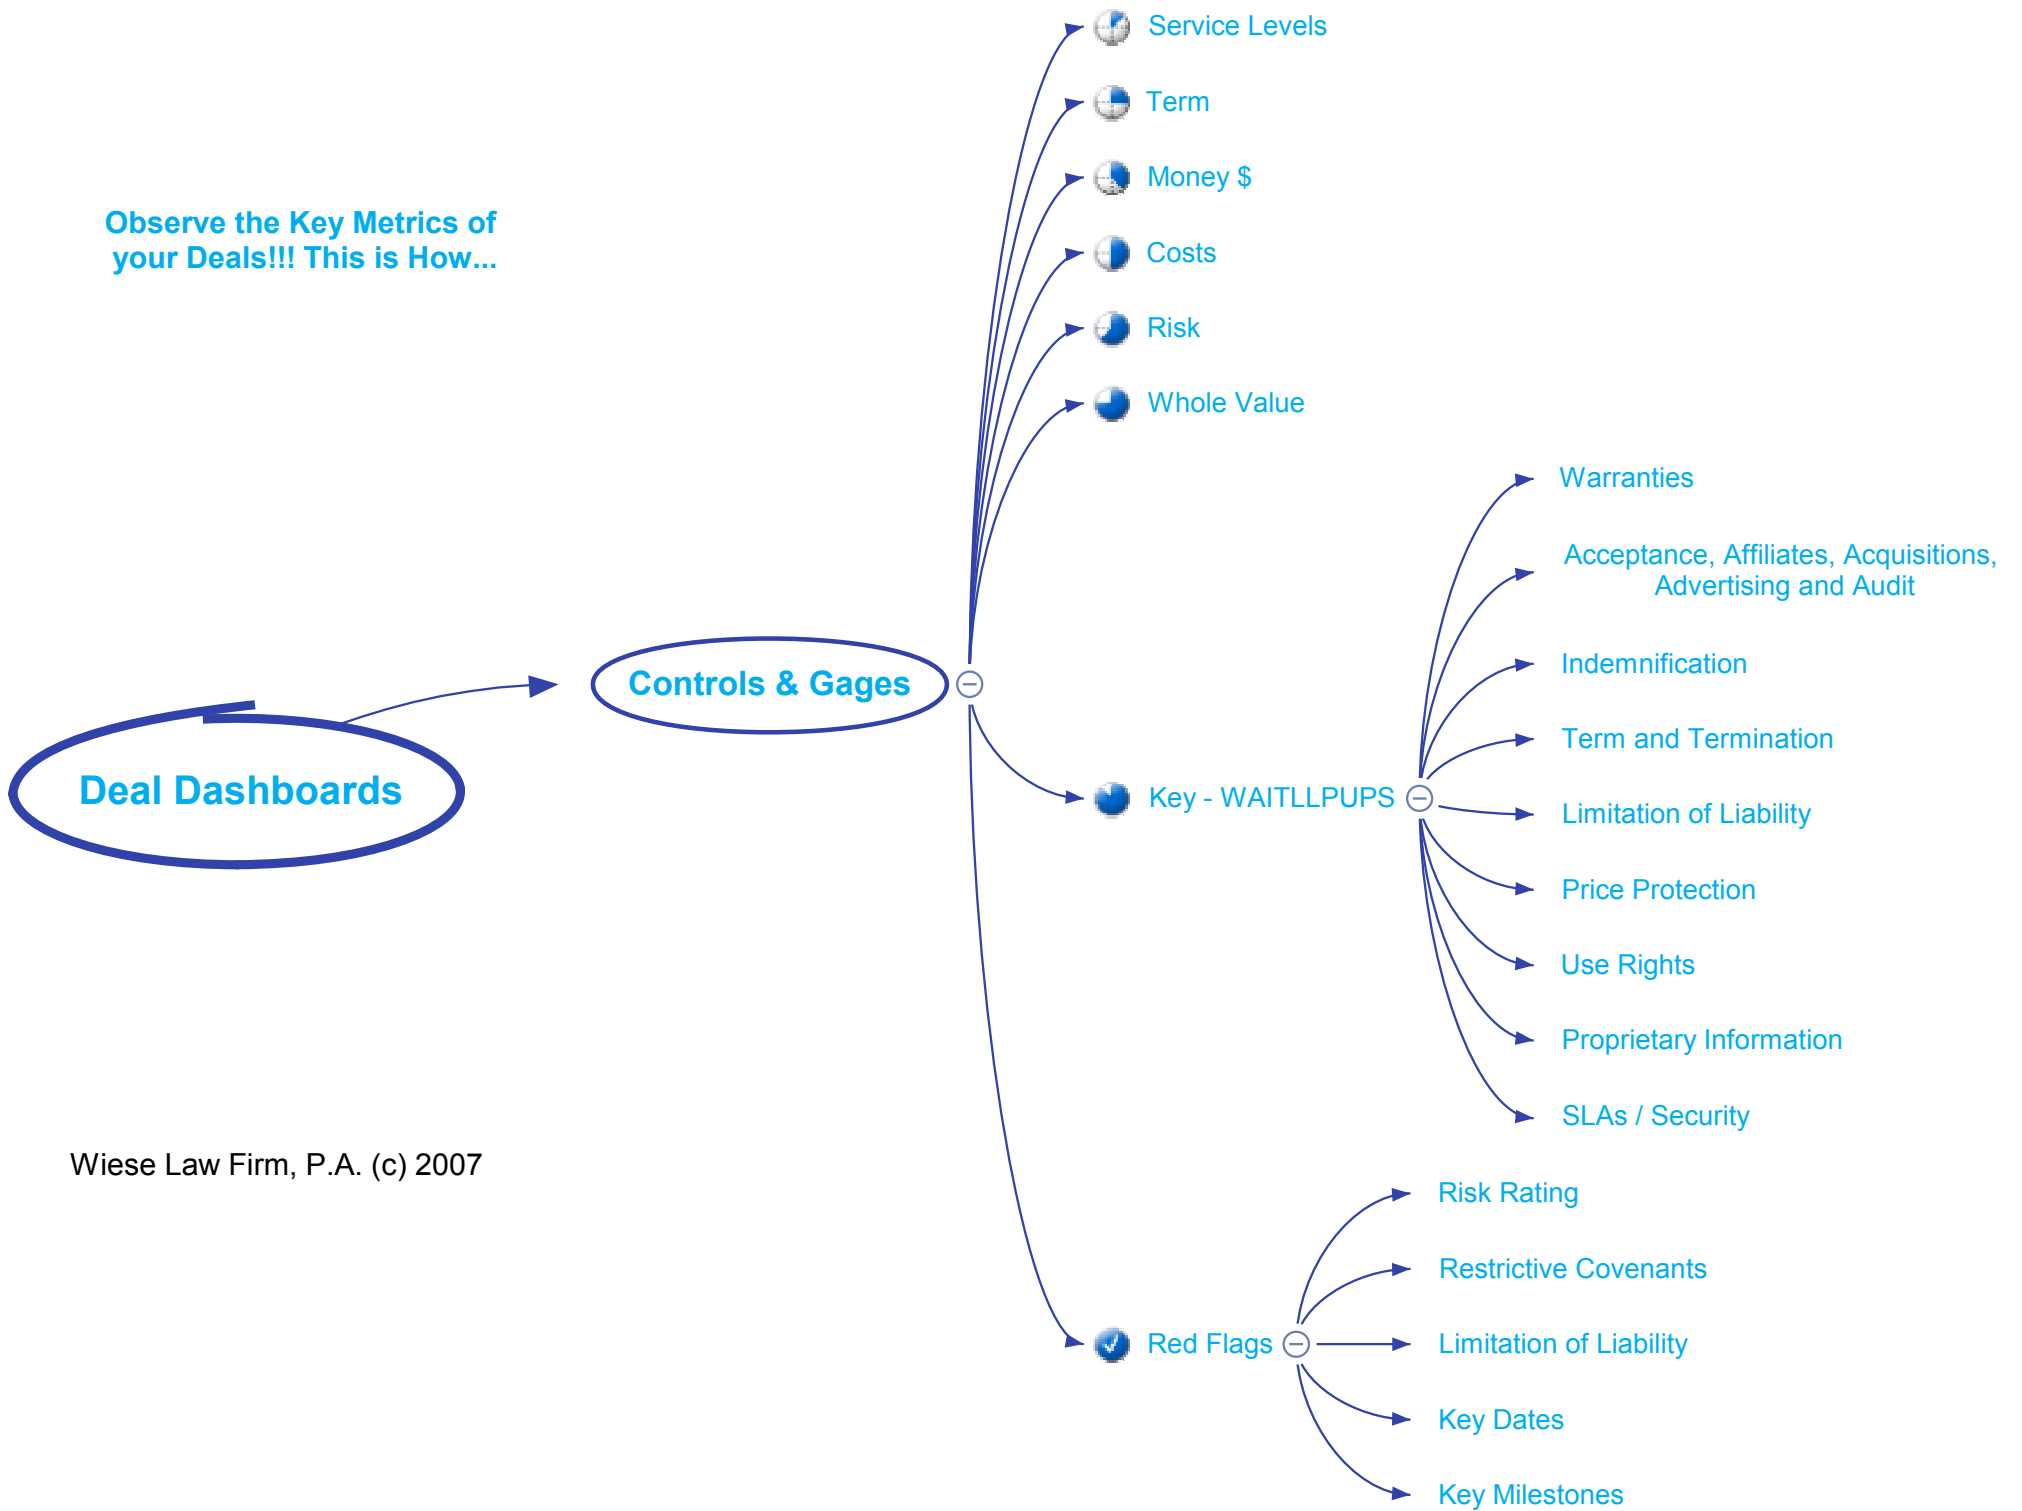 Observe the Key Metrics of
your Deals!!! This is How...
Deal Dashboards
Wiese Law Firm, P.A. (c) 2007
Controls & Gages
Service Levels
Term
Money $
Costs
Risk
Whole Value
Key - WAITLLPUPS
Warranties
Acceptance, Affiliates, Acquisitions,
Advertising and Audit
Indemnification
Term and Termination
Limitation of Liability
Price Protection
Use Rights
Proprietary Information
SLAs / Security
Red Flags
Risk Rating
Restrictive Covenants
Limitation of Liability
Key Dates
Key Milestones